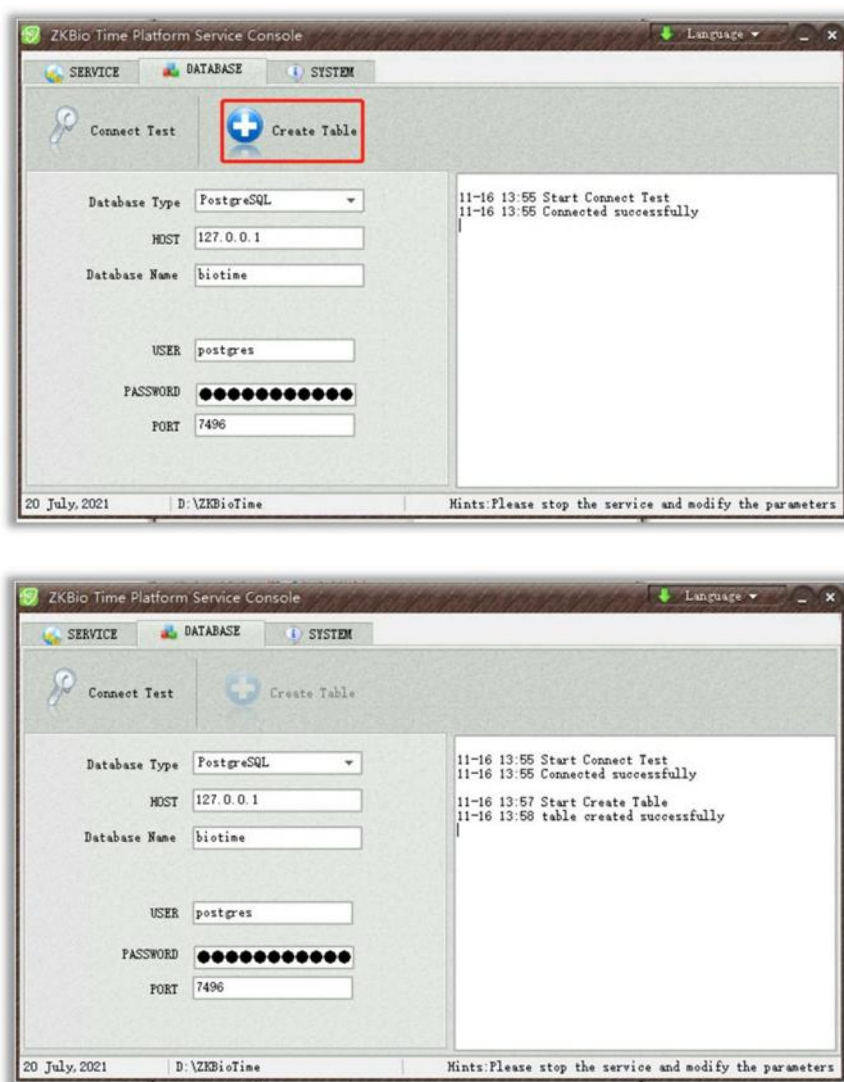 ZKBio Time Platform Service Console
Language
SERVICE
DATABASE
SYSTEM
Connect Test
Create Table
Database Type PostgreSQL
HOST 127.0.0.1
Database Name biotime
USER postgres
PASSWORD ●●●●●●●●●●●
PORT 7496
11-16 13:55 Start Connect Test
11-16 13:55 Connected successfully
20 July,2021
D:\ZKBioTime
Hints:Please stop the service and modify the parameters
ZKBio Time Platform Service Console
Language
SERVICE
DATABASE
SYSTEM
Connect Test
Create Table
Database Type PostgreSQL
HOST 127.0.0.1
Database Name biotime
USER postgres
PASSWORD ●●●●●●●●●●●
PORT 7496
11-16 13:55 Start Connect Test
11-16 13:55 Connected successfully
11-16 13:57 Start Create Table
11-16 13:58 table created successfully
20 July,2021
D:\ZKBioTime
Hints:Please stop the service and modify the parameters